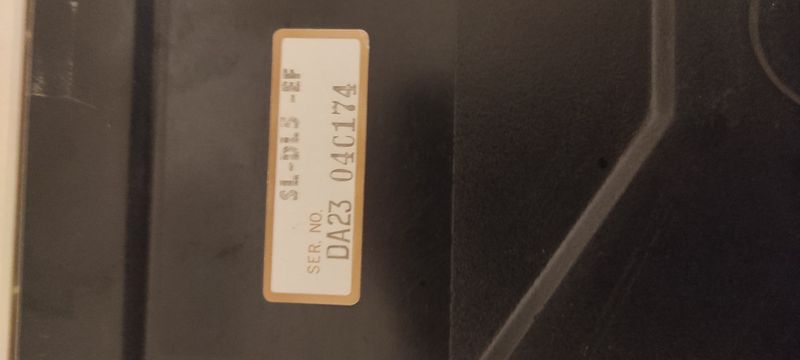 SL-DL5 -EF
SER. NO.
DA23 04C174